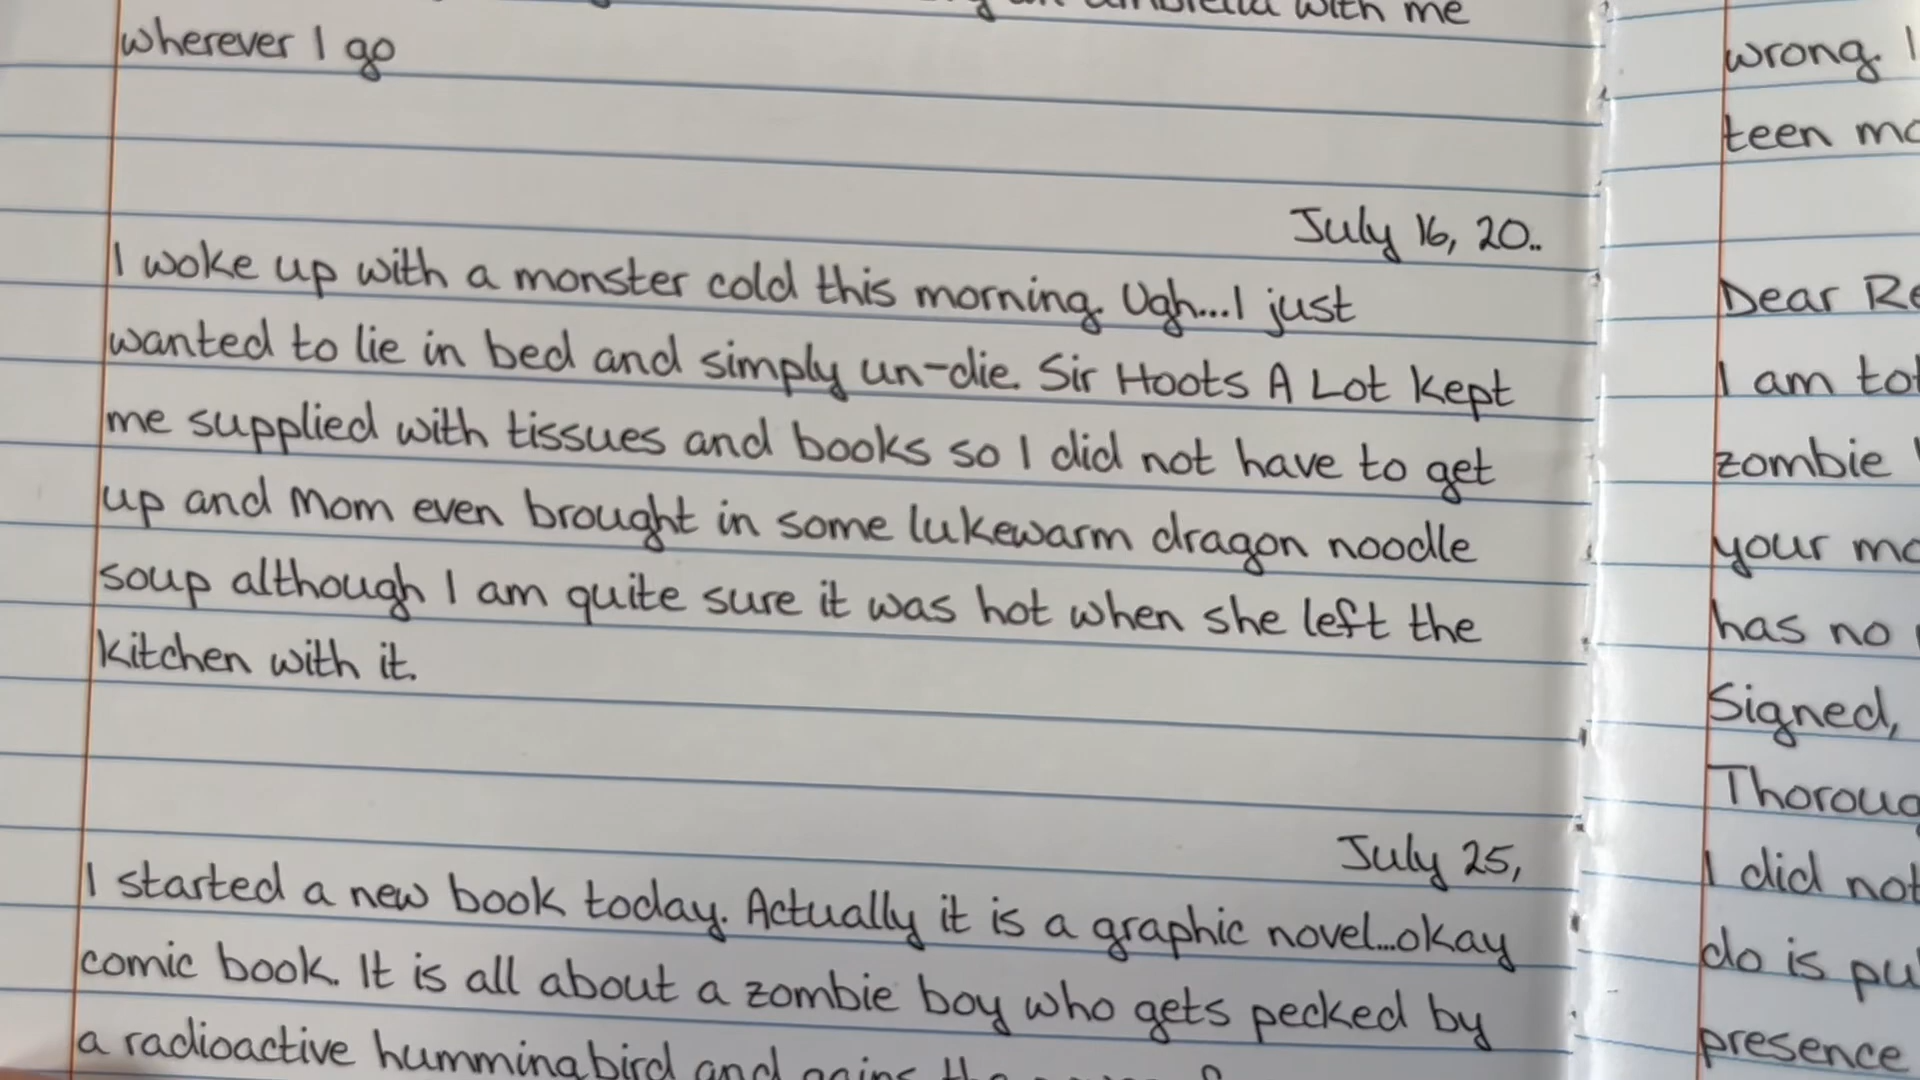 with me
wherever I go
July 16, 20..
I woke up with a monster cold this morning. Ugh...I just
wanted to lie in bed and simply un-die. Sir Hoots A Lot kept
me supplied with tissues and books so I did not have to get
up and Mom even brought in some lukewarm dragon noodle
soup although I am quite sure it was hot when she left the
kitchen with it.
July 25,
I started a new book today. Actually it is a graphic novel...okay
comic book. It is all about a zombie boy who gets pecked by
a radioactive hummingbird and gains the
wrong. I
teen
Dear
I am
zombie
your
has no
Signed,
I did not
do is
presence